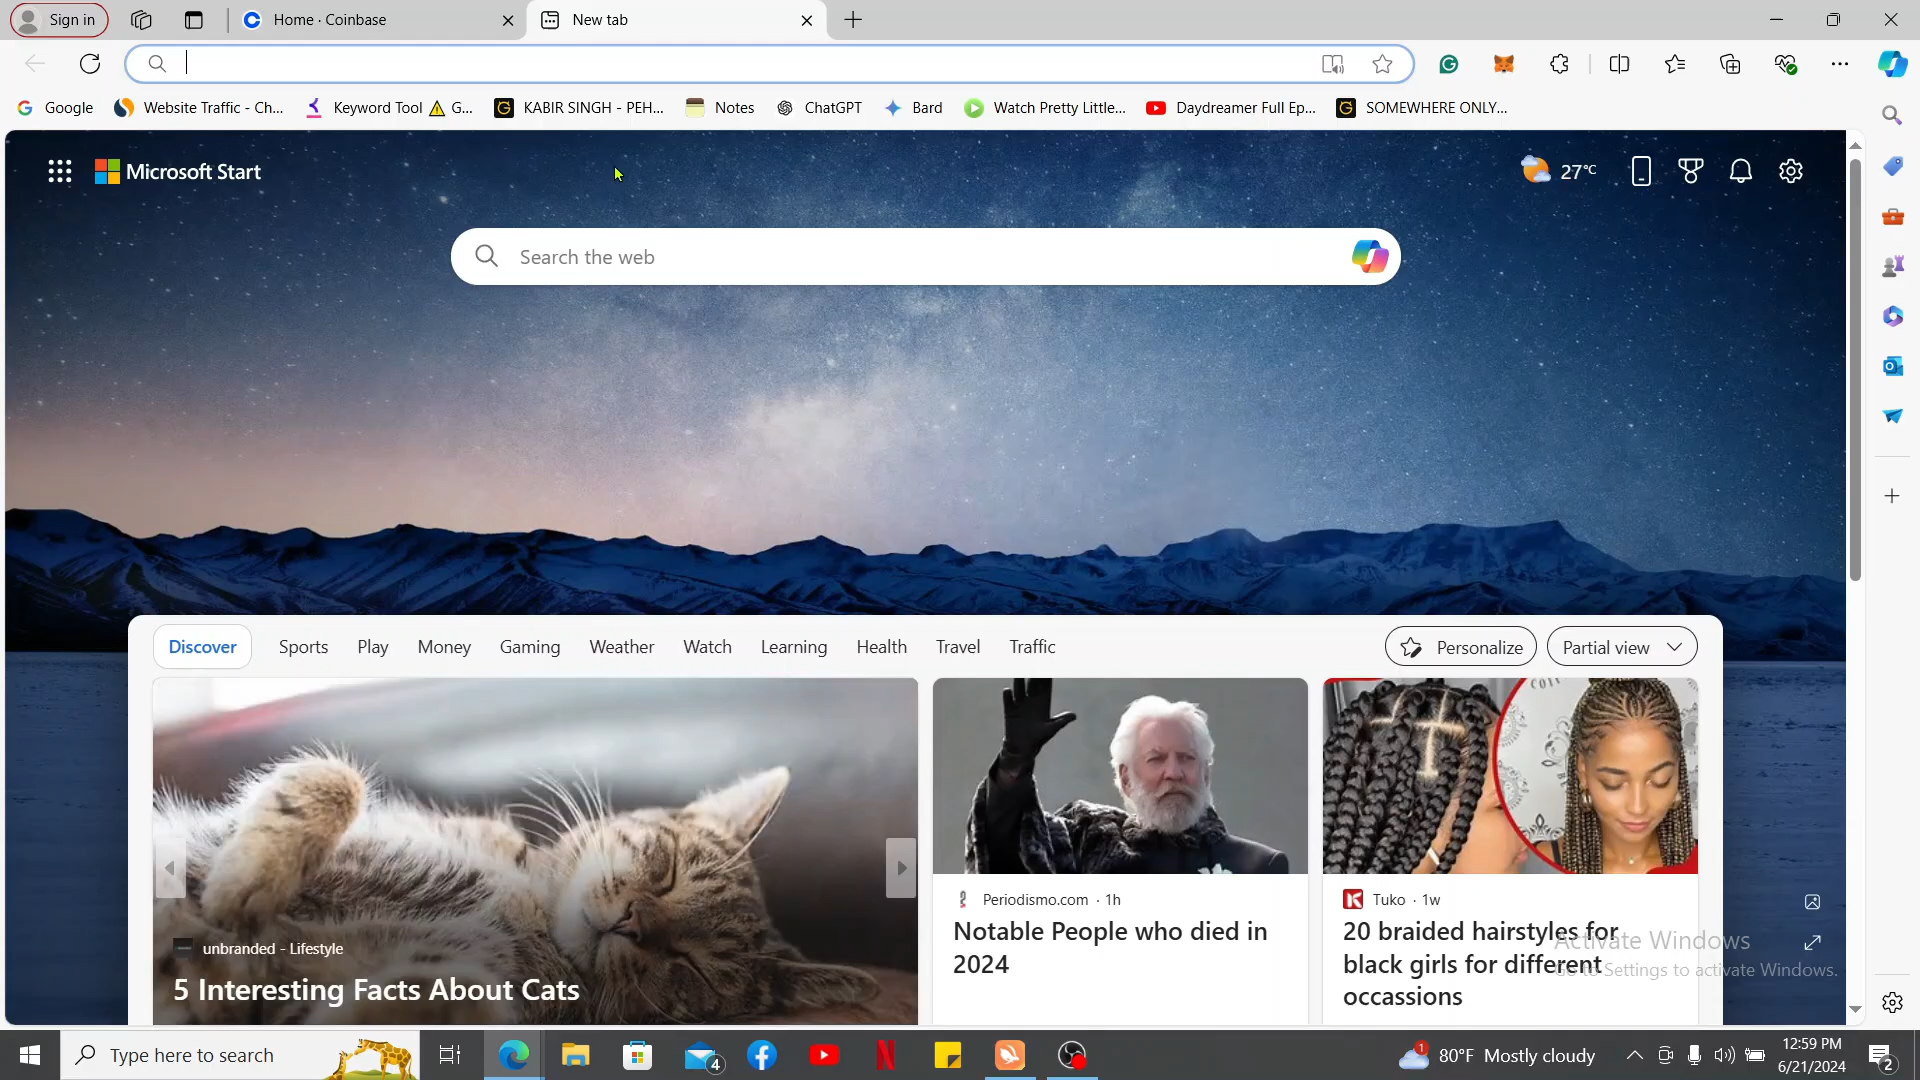 Sign in
Home · Coinbase
New tab
Google
Website Traffic - Ch...
Keyword Tool ⚠ G...
KABIR SINGH - PEH...
Notes
ChatGPT
Bard
Watch Pretty Little...
Daydreamer Full Ep...
SOMEWHERE ONLY...
Microsoft Start
27°C
Search the web
Discover
Sports
Play
Money
Gaming
Weather
Watch
Learning
Health
Travel
Traffic
Personalize
Partial view
unbranded - Lifestyle
5 Interesting Facts About Cats
Periodismo.com · 1h
Notable People who died in
2024
Tuko · 1w
20 braided hairstyles for
black girls for different
occassions
Activate Windows
Go to Settings to activate Windows.
Type here to search
4
1
80°F Mostly cloudy
12:59 PM
6/21/2024
2